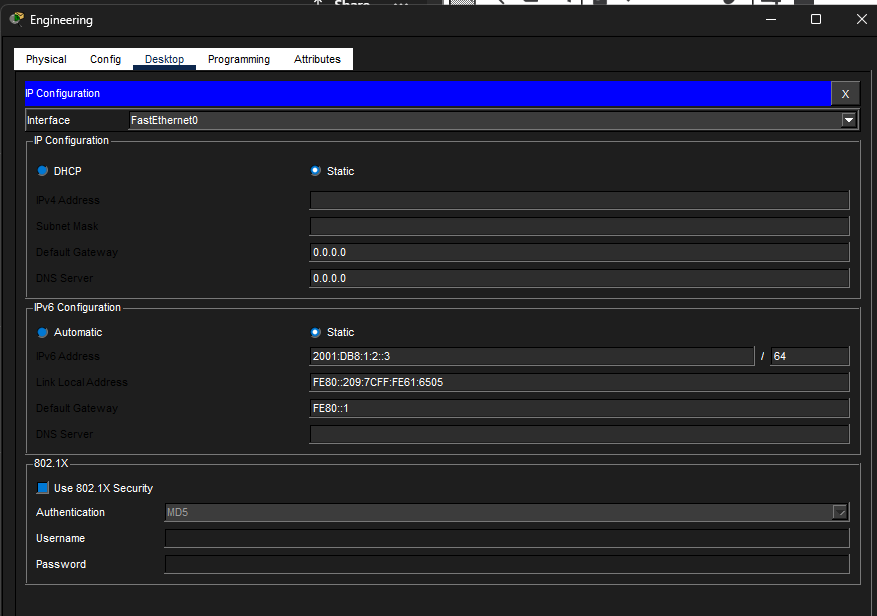 Share
Engineering
Physical Config Desktop Programming Attributes
IP Configuration X
Interface FastEthernet0
IP Configuration
DHCP Static
IPv4 Address
Subnet Mask
Default Gateway 0.0.0.0
DNS Server 0.0.0.0
IPv6 Configuration
Automatic Static
IPv6 Address 2001:DB8:1:2::3 / 64
Link Local Address FE80::209:7CFF:FE61:6505
Default Gateway FE80::1
DNS Server
802.1X
Use 802.1X Security
Authentication MD5
Username
Password